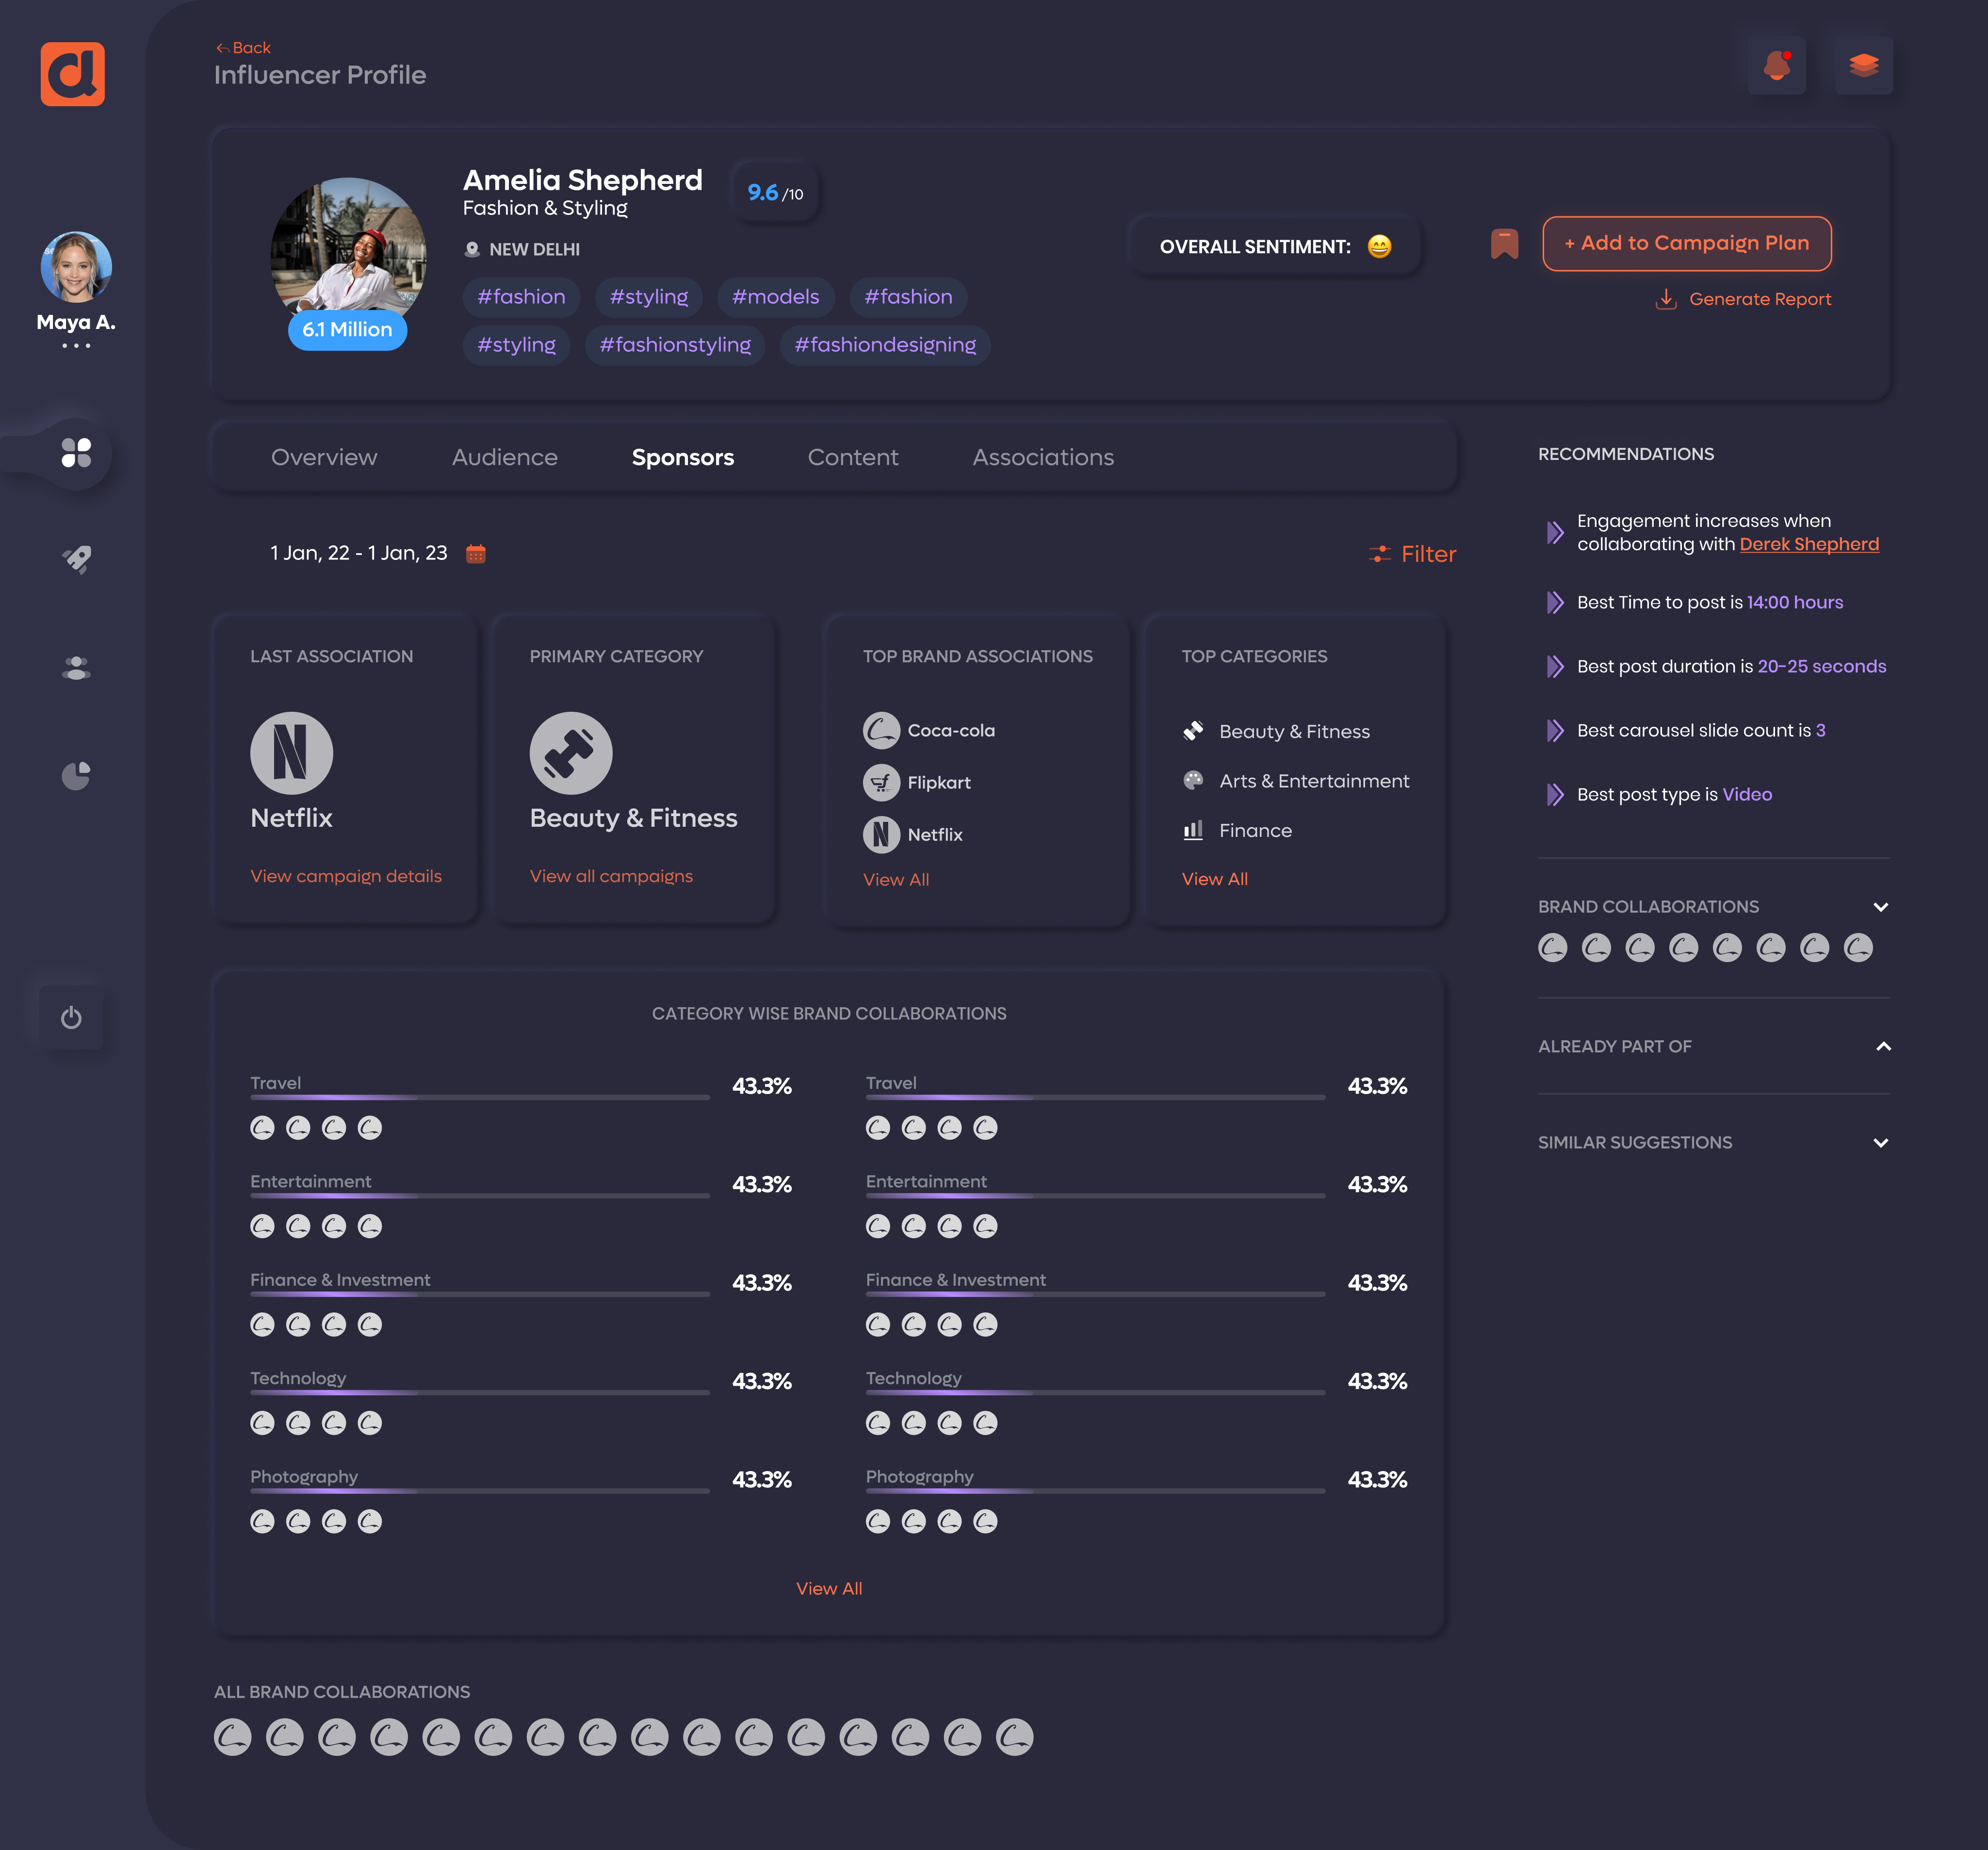 Back
Influencer Profile
Maya A.
Amelia Shepherd
Fashion & Styling
9.6 /10
NEW DELHI
#fashion #styling #models #fashion
#styling #fashionstyling #fashiondesigning
6.1 Million
OVERALL SENTIMENT:
+ Add to Campaign Plan
Generate Report
Overview Audience Sponsors Content Associations
1 Jan, 22 - 1 Jan, 23
Filter
LAST ASSOCIATION
Netflix
View campaign details
PRIMARY CATEGORY
Beauty & Fitness
View all campaigns
TOP BRAND ASSOCIATIONS
Coca-cola
Flipkart
Netflix
View All
TOP CATEGORIES
Beauty & Fitness
Arts & Entertainment
Finance
View All
CATEGORY WISE BRAND COLLABORATIONS
Travel 43.3%
Entertainment 43.3%
Finance & Investment 43.3%
Technology 43.3%
Photography 43.3%
Travel 43.3%
Entertainment 43.3%
Finance & Investment 43.3%
Technology 43.3%
Photography 43.3%
View All
ALL BRAND COLLABORATIONS
RECOMMENDATIONS
Engagement increases when
collaborating with Derek Shepherd
Best Time to post is 14:00 hours
Best post duration is 20-25 seconds
Best carousel slide count is 3
Best post type is Video
BRAND COLLABORATIONS
ALREADY PART OF
SIMILAR SUGGESTIONS